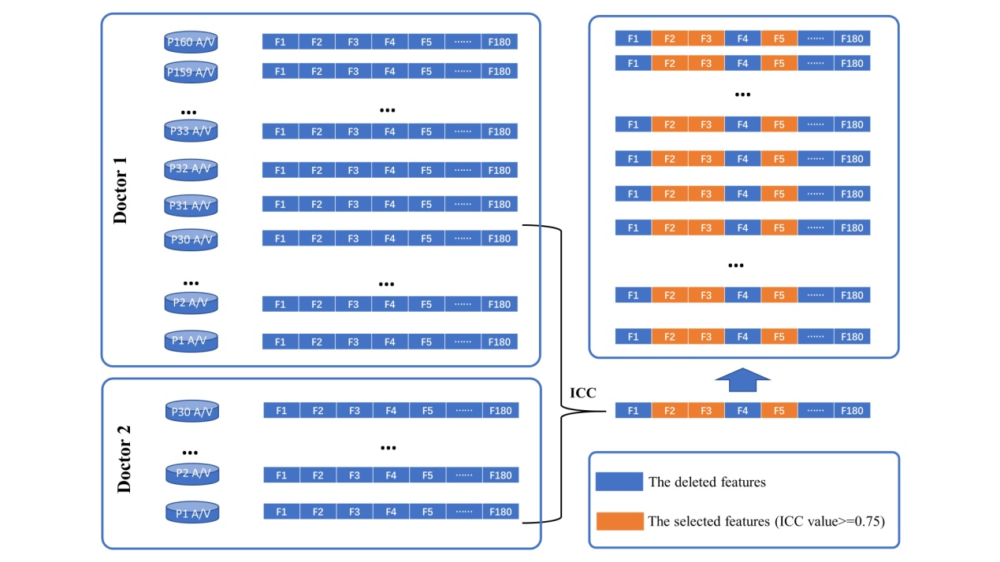 Doctor 1
P160 A/V F1 F2 F3 F4 F5 ...... F180
P159 A/V F1 F2 F3 F4 F5 ...... F180
... ...
P33 A/V F1 F2 F3 F4 F5 ...... F180
P32 A/V F1 F2 F3 F4 F5 ...... F180
P31 A/V F1 F2 F3 F4 F5 ...... F180
P30 A/V F1 F2 F3 F4 F5 ...... F180
... ...
P2 A/V F1 F2 F3 F4 F5 ...... F180
P1 A/V F1 F2 F3 F4 F5 ...... F180
Doctor 2
P30 A/V F1 F2 F3 F4 F5 ...... F180
... ...
P2 A/V F1 F2 F3 F4 F5 ...... F180
P1 A/V F1 F2 F3 F4 F5 ...... F180
ICC
F1 F2 F3 F4 F5 ...... F180
F1 F2 F3 F4 F5 ...... F180
...
F1 F2 F3 F4 F5 ...... F180
F1 F2 F3 F4 F5 ...... F180
F1 F2 F3 F4 F5 ...... F180
F1 F2 F3 F4 F5 ...... F180
...
F1 F2 F3 F4 F5 ...... F180
F1 F2 F3 F4 F5 ...... F180
F1 F2 F3 F4 F5 ...... F180
The deleted features
The selected features (ICC value>=0.75)